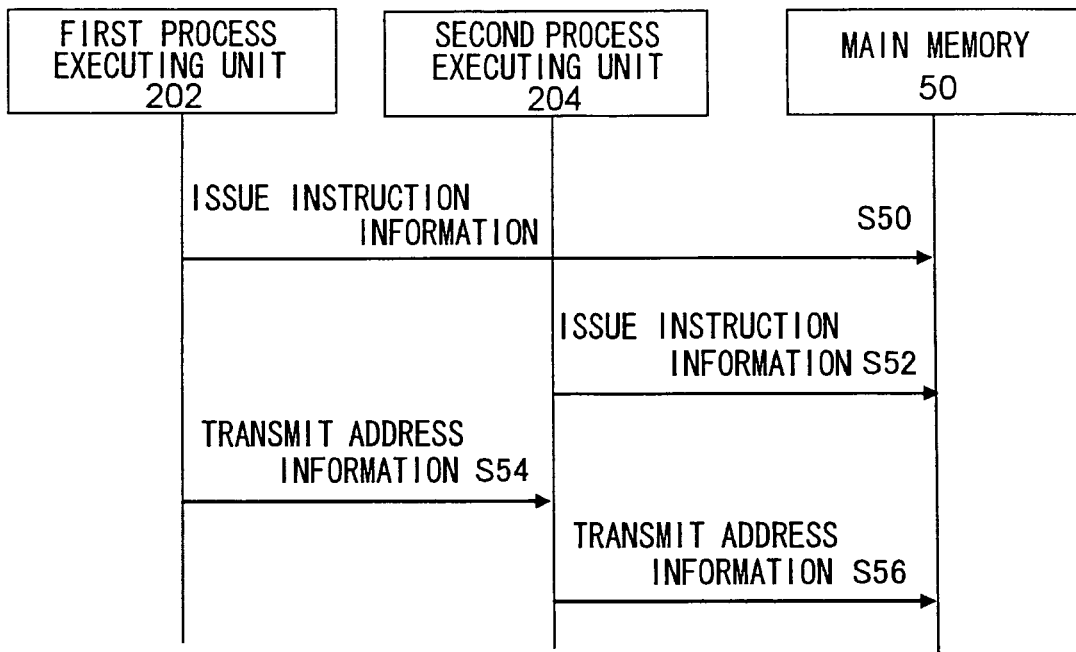 FIRST PROCESS
EXECUTING UNIT
202
SECOND PROCESS
EXECUTING UNIT
204
MAIN MEMORY
50
ISSUE INSTRUCTION
INFORMATION
S50
ISSUE INSTRUCTION
INFORMATION S52
TRANSMIT ADDRESS
INFORMATION S54
TRANSMIT ADDRESS
INFORMATION S56